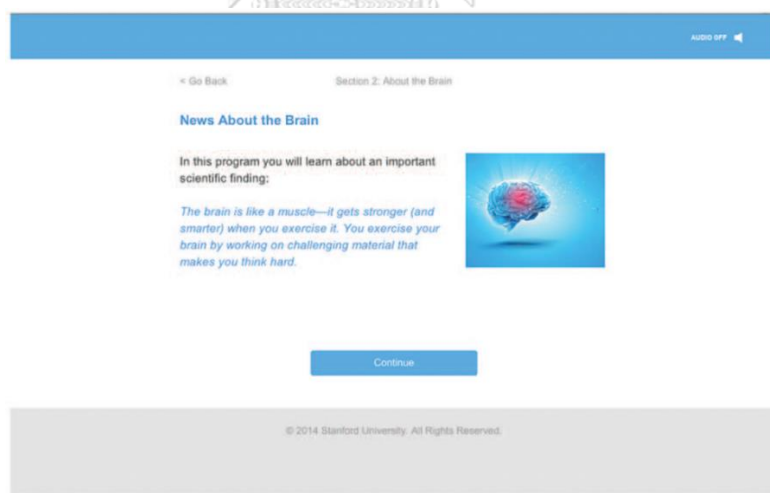 AUDIO OFF
< Go Back
Section 2: About the Brain
News About the Brain
In this program you will learn about an important
scientific finding:
The brain is like a muscle—it gets stronger (and
smarter) when you exercise it. You exercise your
brain by working on challenging material that
makes you think hard.
Continue
© 2014 Stanford University. All Rights Reserved.